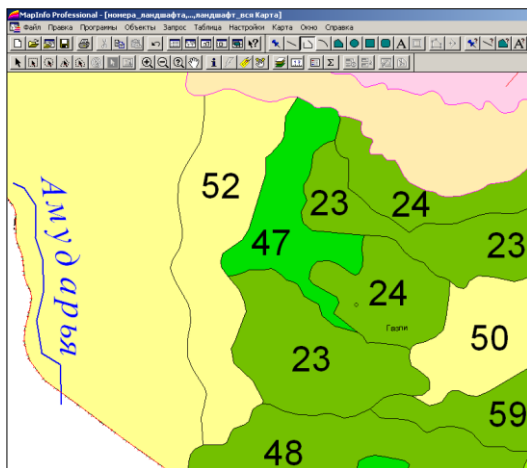 MapInfo Professional - [номера_ландшафта,...,ландшафт_вся Карта]
Файл Правка Программы Объекты Запрос Таблица Настройки Карта Окно Справка
52
23
24
47
23
24
Газли
50
23
59
48
Амударья